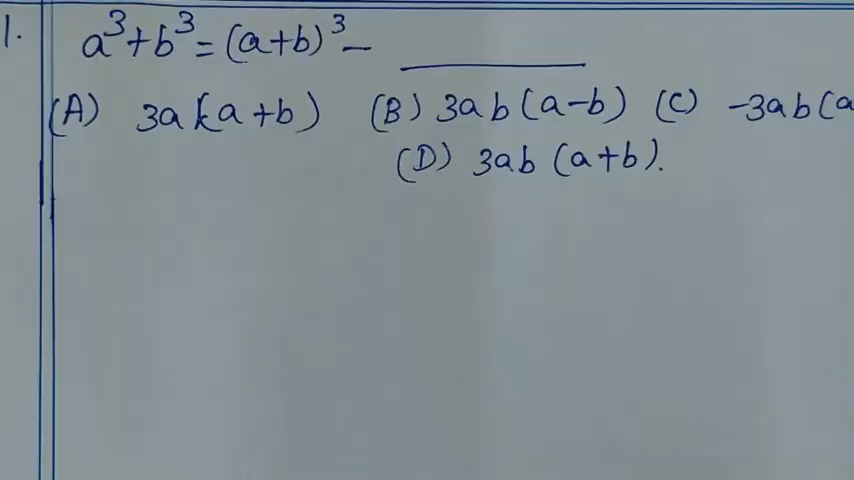 1. a³+b³=(a+b)³- ______
(A) 3a(a+b) (B) 3ab(a-b) (C) -3ab(a
(D) 3ab (a+b).